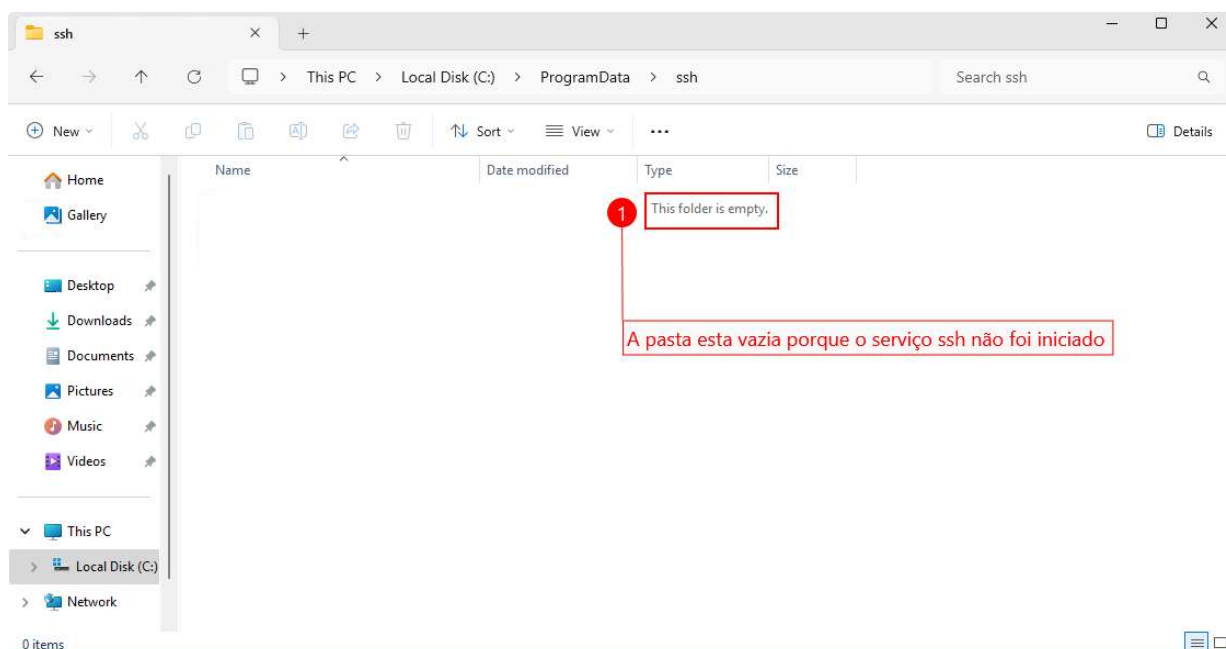 ssh
This PC > Local Disk (C:) > ProgramData > ssh
Search ssh
New
Sort
View
Details
Name
Date modified
Type
Size
Home
Gallery
This folder is empty.
1
Desktop
Downloads
A pasta esta vazia porque o serviço ssh não foi iniciado
Documents
Pictures
Music
Videos
This PC
Local Disk (C:)
Network
0 items